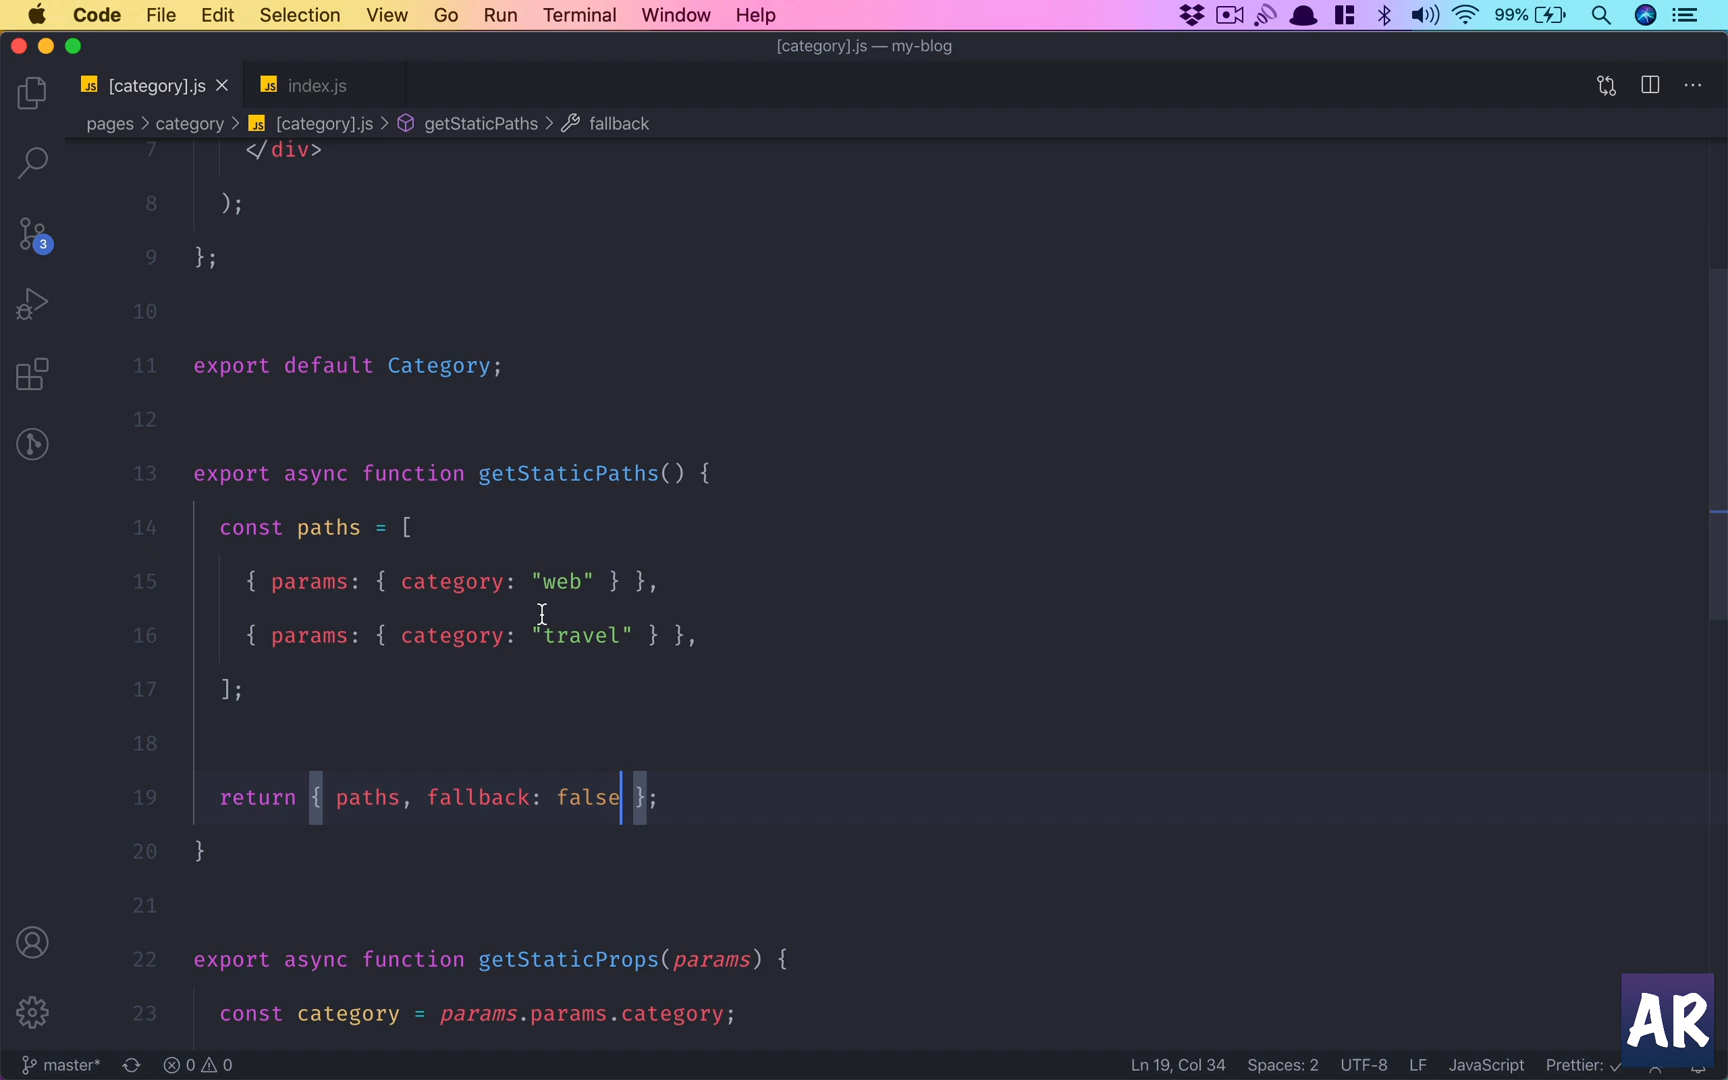 Code File Edit Selection View Go Run Terminal Window Help 99%
[category].js — my-blog
JS [category].js JS index.js
pages > category > JS [category].js > getStaticPaths > fallback
7 </div>
8 );
3
9 };
10
11 export default Category;
12
13 export async function getStaticPaths() {
14 const paths = [
15 { params: { category: "web" } },
16 { params: { category: "travel" } },
17 ];
18
19 return { paths, fallback: false };
20 }
21
22 export async function getStaticProps(params) {
23 const category = params.params.category;
AR
master* 0 0 Ln 19, Col 34 Spaces: 2 UTF-8 LF JavaScript Prettier: ✓